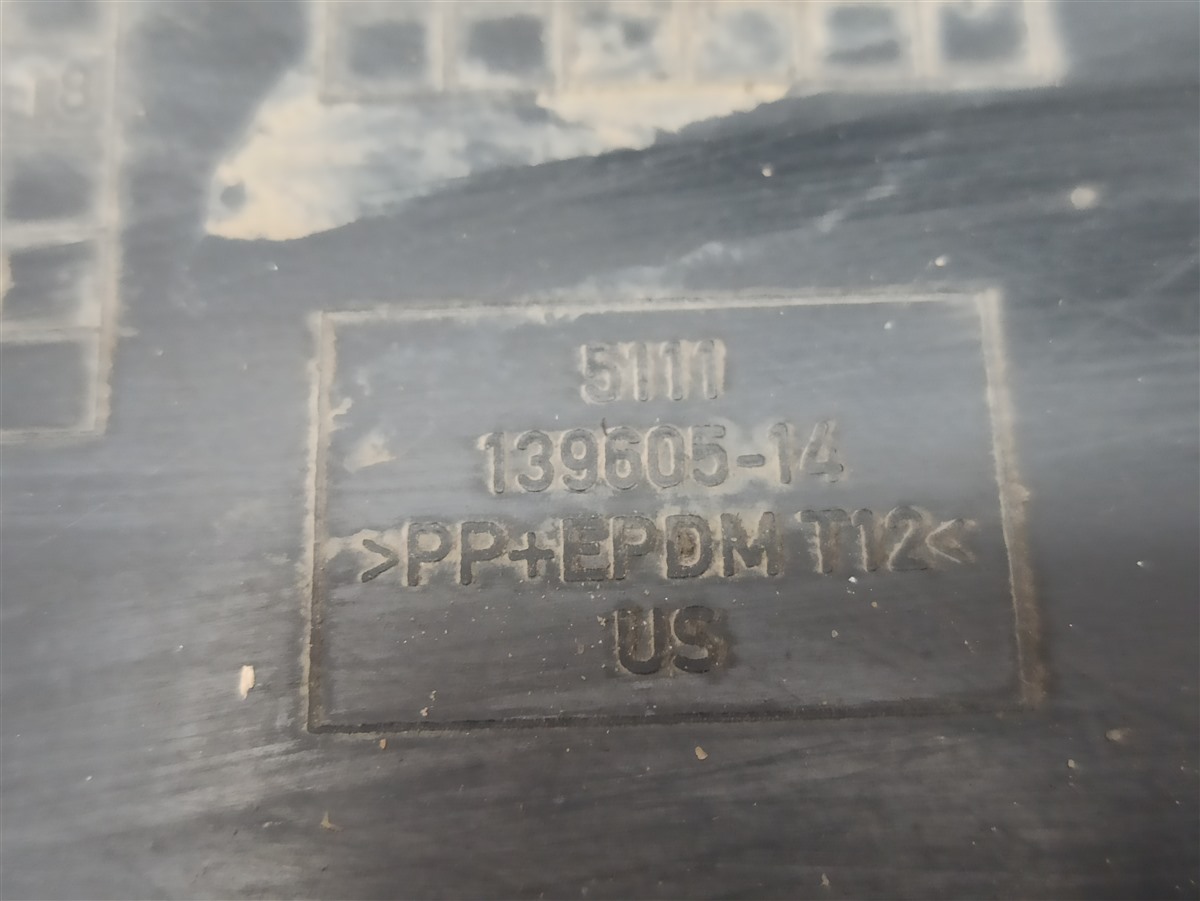 5111
139605-14
>PP+EPDM T12<
US